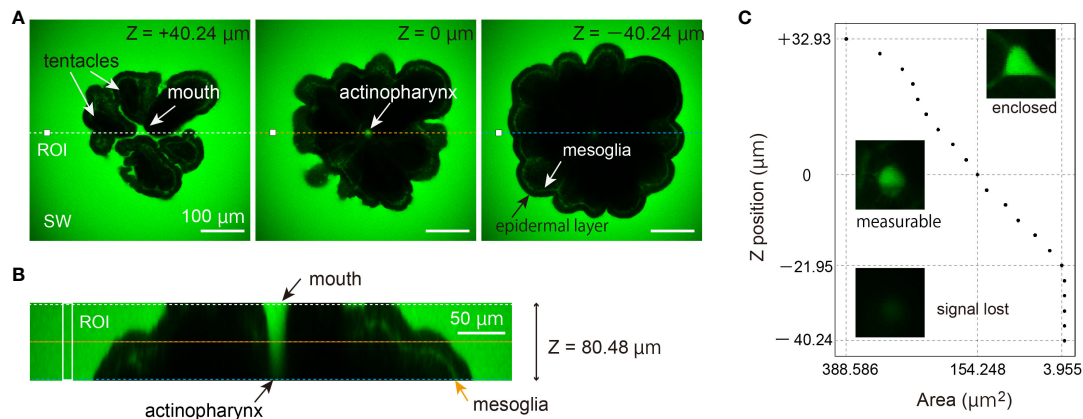 A
Z = +40.24 µm
tentacles
mouth
ROI
SW
100 µm
Z = 0 µm
actinopharynx
Z = −40.24 µm
mesoglia
epidermal layer
B
mouth
ROI
50 µm
Z = 80.48 µm
actinopharynx
mesoglia
C
Z position (µm)
+32.93
0
−21.95
−40.24
enclosed
measurable
signal lost
388.586
154.248
3.955
Area (µm²)